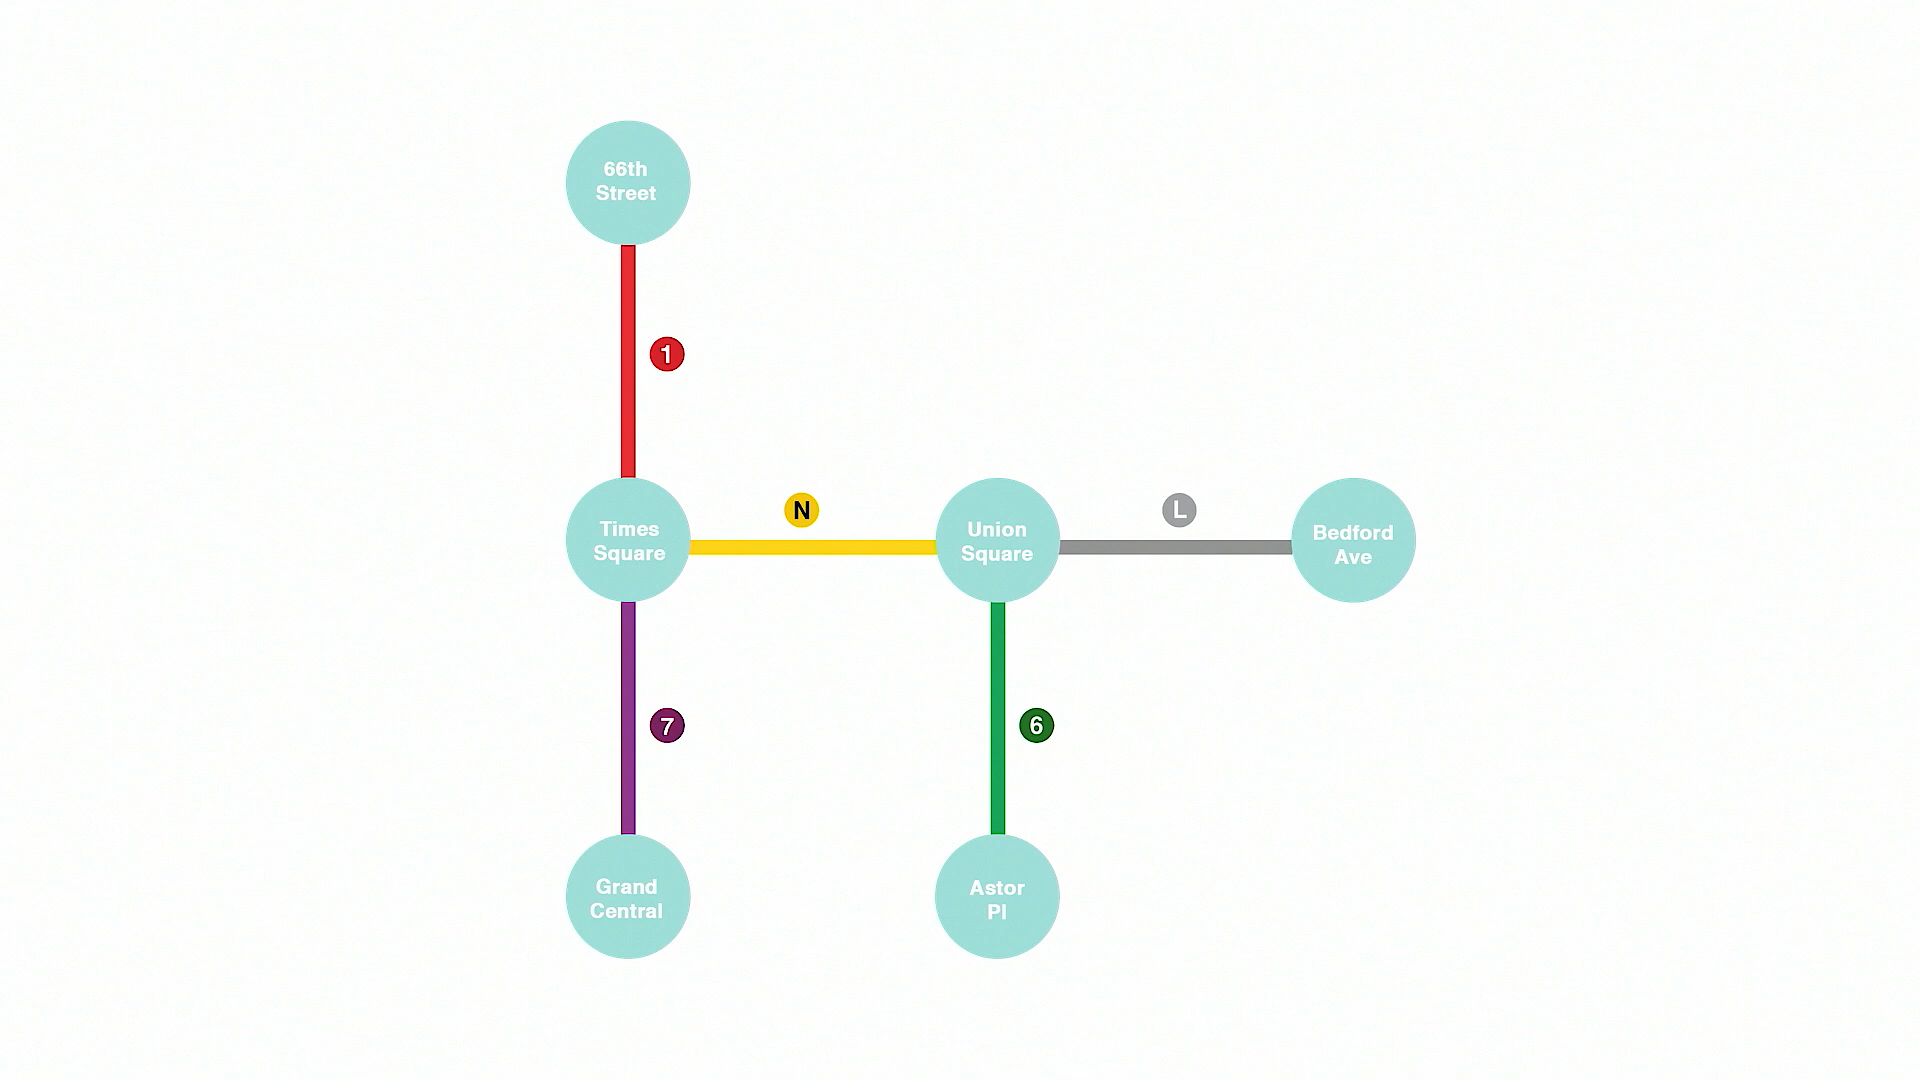 66th
Street
1
Times
Square
N
Union
Square
L
Bedford
Ave
7
6
Grand
Central
Astor
Pl